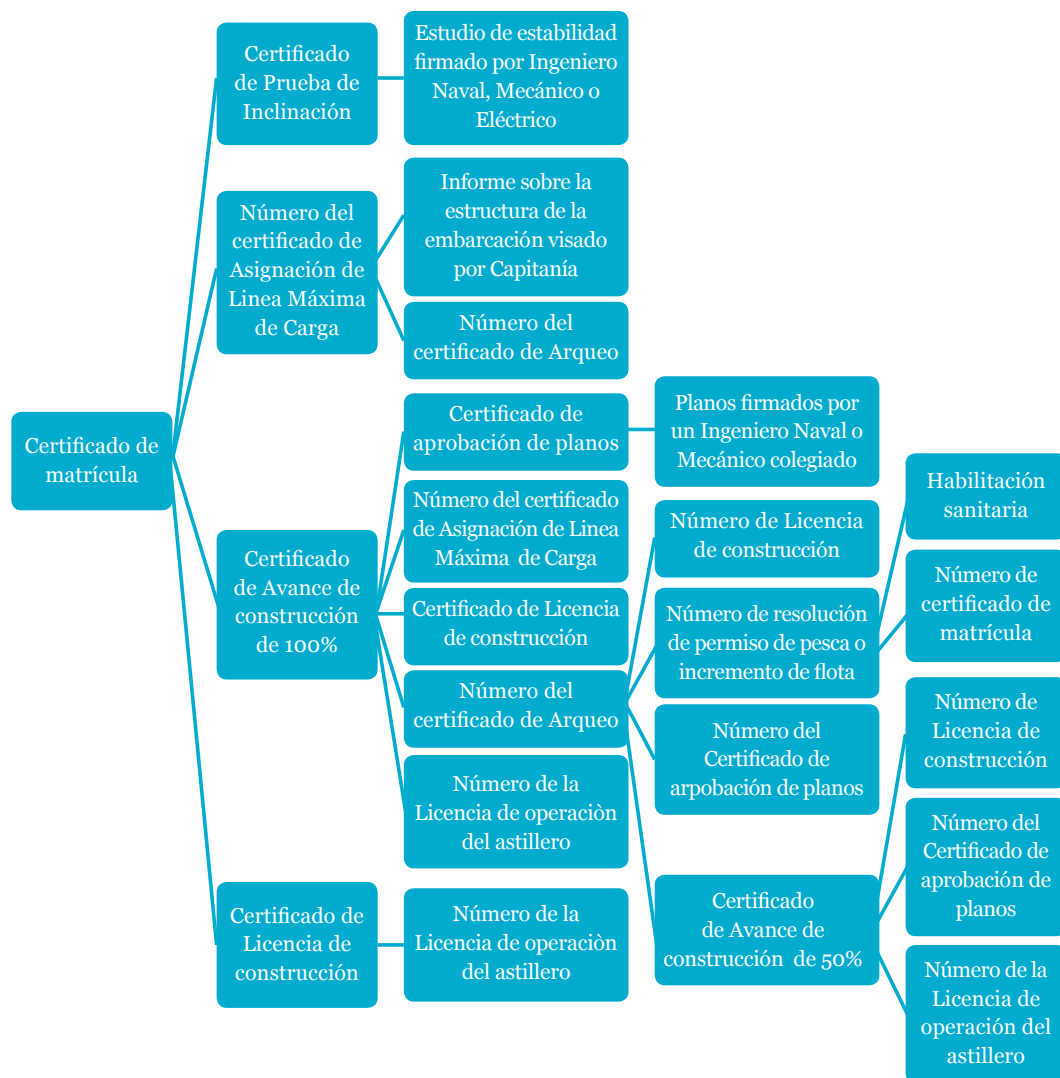 Certificado
de Prueba de
Inclinación
Estudio de estabilidad
firmado por Ingeniero
Naval, Mecánico o
Eléctrico
Número del
certificado de
Asignación de
Linea Máxima
de Carga
Informe sobre la
estructura de la
embarcación visado
por Capitanía
Número del
certificado de Arqueo
Certificado de
matrícula
Certificado
de Avance de
construcción
de 100%
Certificado de
aprobación de planos
Planos firmados por
un Ingeniero Naval o
Mecánico colegiado
Número del certificado
de Asignación de Linea
Máxima de Carga
Certificado de Licencia
de construcción
Número del
certificado de Arqueo
Número de Licencia
de construcción
Número de resolución
de permiso de pesca o
incremento de flota
Habilitación
sanitaria
Número de
certificado de
matrícula
Número del
Certificado de
arpobación de planos
Certificado
de Avance de
construcción de 50%
Número de
Licencia de
construcción
Número del
Certificado de
aprobación de
planos
Número de la
Licencia de
operación del
astillero
Número de la
Licencia de operaciòn
del astillero
Certificado de
Licencia de
construcción
Número de la
Licencia de operaciòn
del astillero